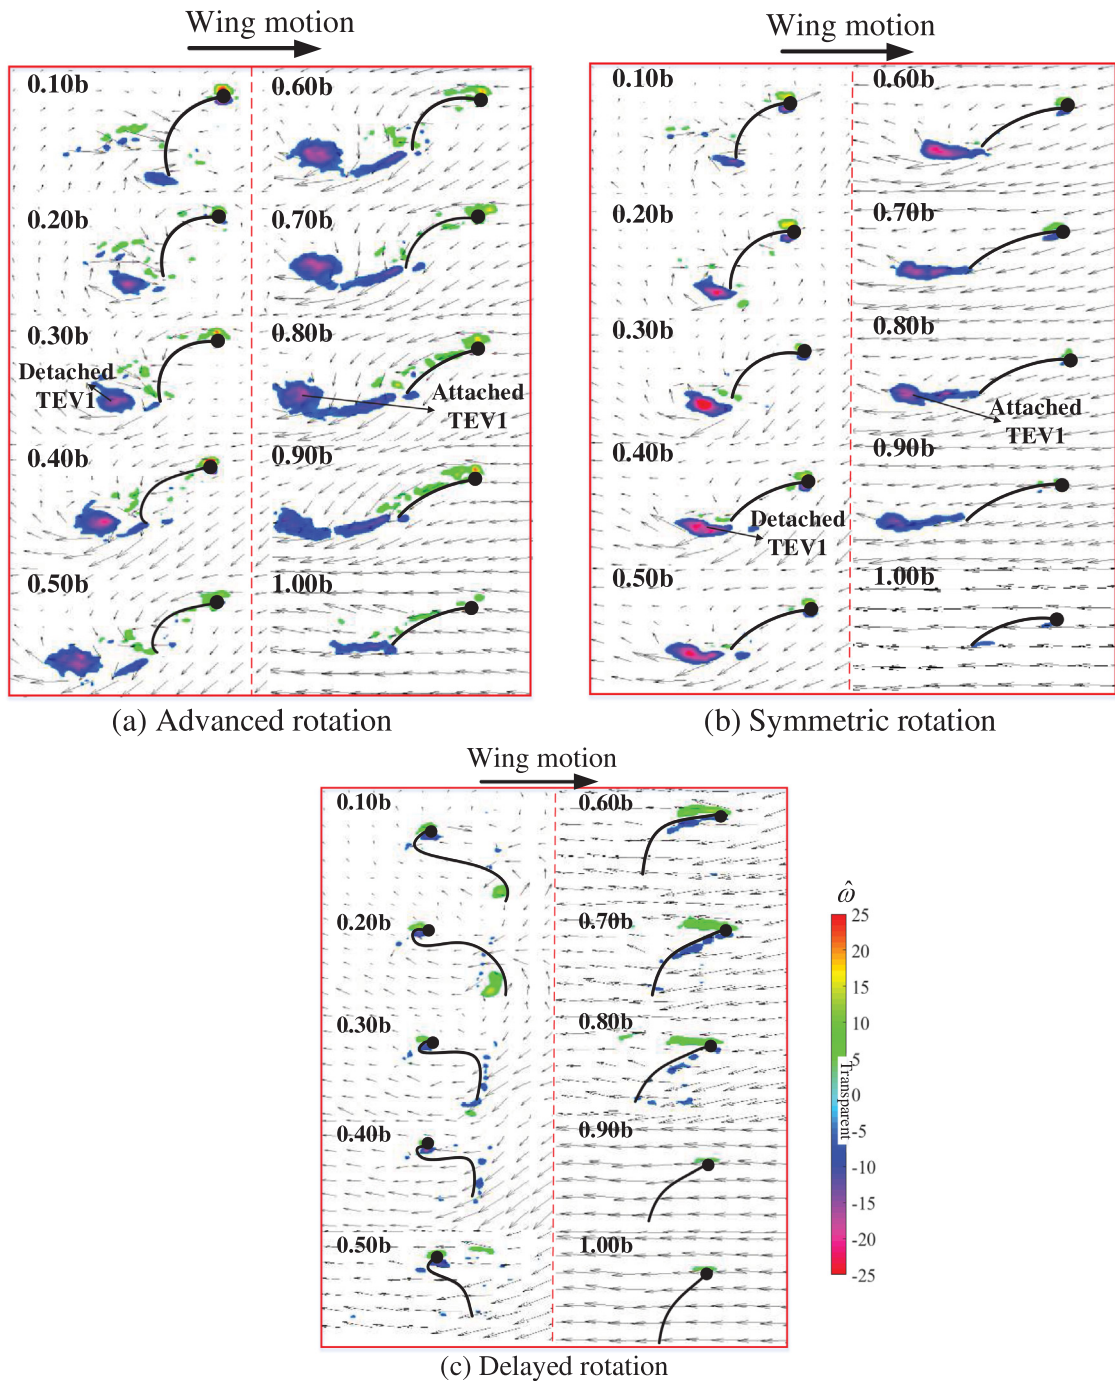 Wing motion
0.10b
0.60b
0.20b
0.70b
0.30b
0.80b
Detached
TEV1
Attached
TEV1
0.40b
0.90b
0.50b
1.00b
(a) Advanced rotation
Wing motion
0.10b
0.60b
0.20b
0.70b
0.30b
0.80b
Attached
TEV1
0.40b
0.90b
Detached
TEV1
0.50b
1.00b
(b) Symmetric rotation
Wing motion
0.10b
0.60b
0.20b
0.70b
0.30b
0.80b
0.40b
0.90b
0.50b
1.00b
(c) Delayed rotation
ω̂
25
20
15
10
5
Transparent
0
-5
-10
-15
-20
-25